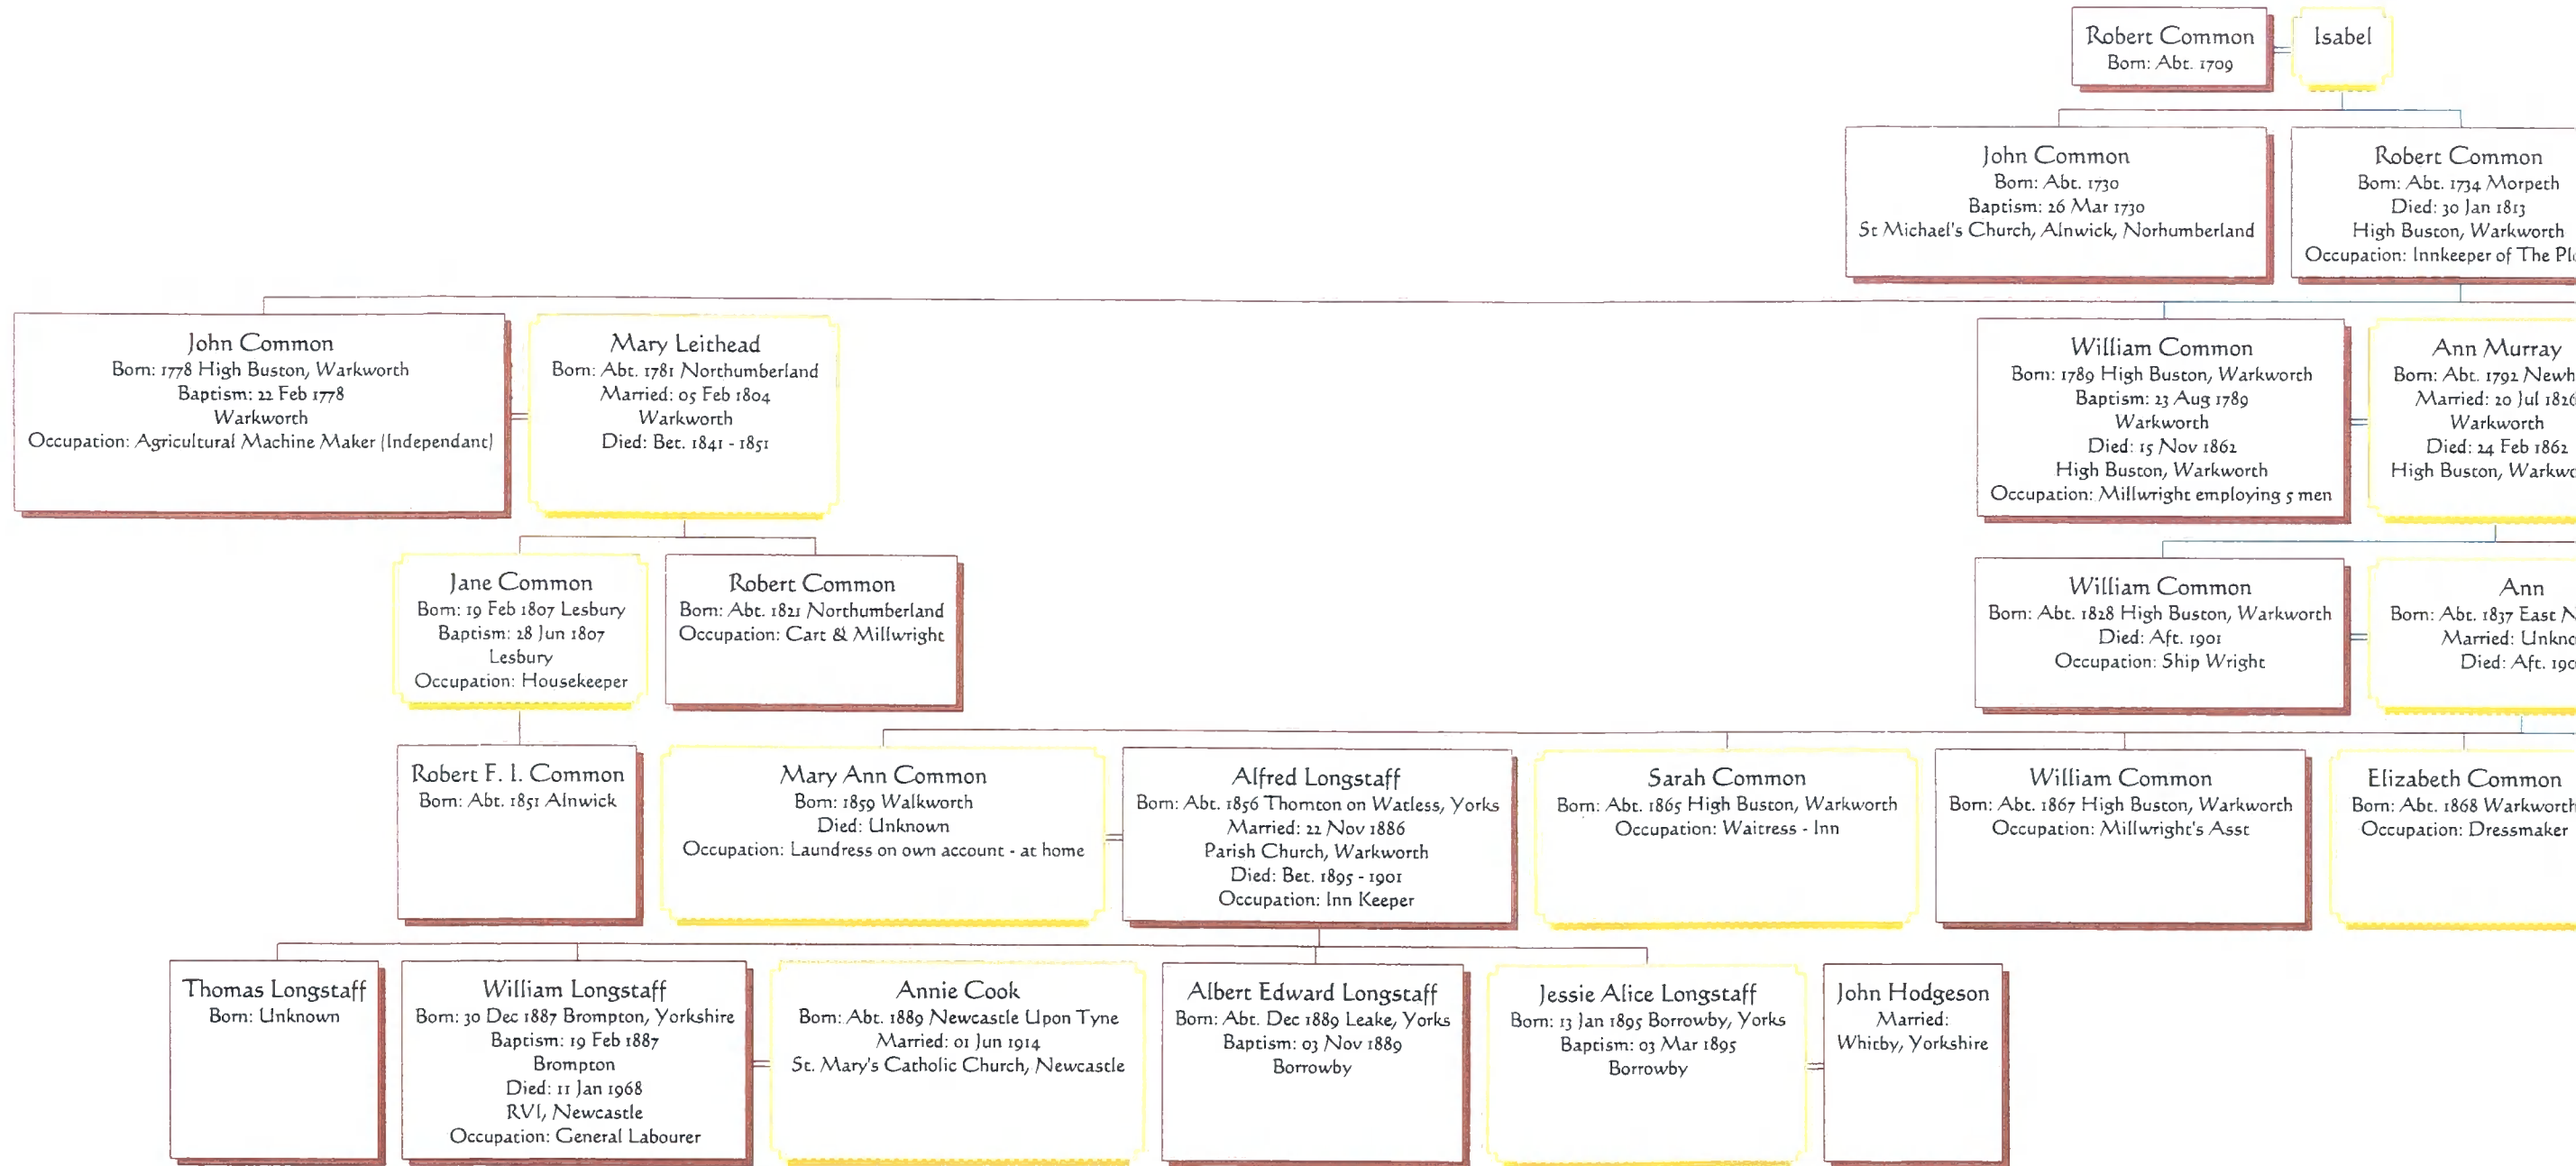 Robert Common
Born: Abt. 1709
Isabel
John Common
Born: Abt. 1730
Baptism: 26 Mar 1730
St Michael's Church, Alnwick, Norhumberland
Robert Common
Born: Abt. 1734 Morpeth
Died: 30 Jan 1813
High Buston, Warkworth
Occupation: Innkeeper of The
John Common
Born: 1778 High Buston, Warkworth
Baptism: 22 Feb 1778
Warkworth
Occupation: Agricultural Machine Maker (Independant)
Mary Leithead
Born: Abt. 1781 Northumberland
Married: 05 Feb 1804
Warkworth
Died: Bet. 1841 - 1851
William Common
Born: 1789 High Buston, Warkworth
Baptism: 23 Aug 1789
Warkworth
Died: 15 Nov 1862
High Buston, Warkworth
Occupation: Millwright employing 5 men
Ann Murray
Born: Abt. 1792
Married: 20 Jul 1826
Warkworth
Died: 24 Feb 1862
High Buston,
Jane Common
Born: 19 Feb 1807 Lesbury
Baptism: 28 Jun 1807
Lesbury
Occupation: Housekeeper
Robert Common
Born: Abt. 1821 Northumberland
Occupation: Cart & Millwright
William Common
Born: Abt. 1828 High Buston, Warkworth
Died: Aft. 1901
Occupation: Ship Wright
Ann
Born: Abt. 1837 East
Married:
Died: Aft.
Robert F. I. Common
Born: Abt. 1851 Alnwick
Mary Ann Common
Born: 1859 Walkworth
Died: Unknown
Occupation: Laundress on own account - at home
Alfred Longstaff
Born: Abt. 1856 Thornton on Watless, Yorks
Married: 22 Nov 1886
Parish Church, Warkworth
Died: Bet. 1895 - 1901
Occupation: Inn Keeper
Sarah Common
Born: Abt. 1865 High Buston, Warkworth
Occupation: Waitress - Inn
William Common
Born: Abt. 1867 High Buston, Warkworth
Occupation: Millwright's Asst
Elizabeth Common
Born: Abt. 1868 Warkworth
Occupation: Dressmaker
Thomas Longstaff
Born: Unknown
William Longstaff
Born: 30 Dec 1887 Brompton, Yorkshire
Baptism: 19 Feb 1887
Brompton
Died: 11 Jan 1968
RVI, Newcastle
Occupation: General Labourer
Annie Cook
Born: Abt. 1889 Newcastle Upon Tyne
Married: 01 Jun 1914
St. Mary's Catholic Church, Newcastle
Albert Edward Longstaff
Born: Abt. Dec 1889 Leake, Yorks
Baptism: 03 Nov 1889
Borrowby
Jessie Alice Longstaff
Born: 13 Jan 1895 Borrowby, Yorks
Baptism: 03 Mar 1895
Borrowby
John Hodgeson
Married:
Whitby, Yorkshire